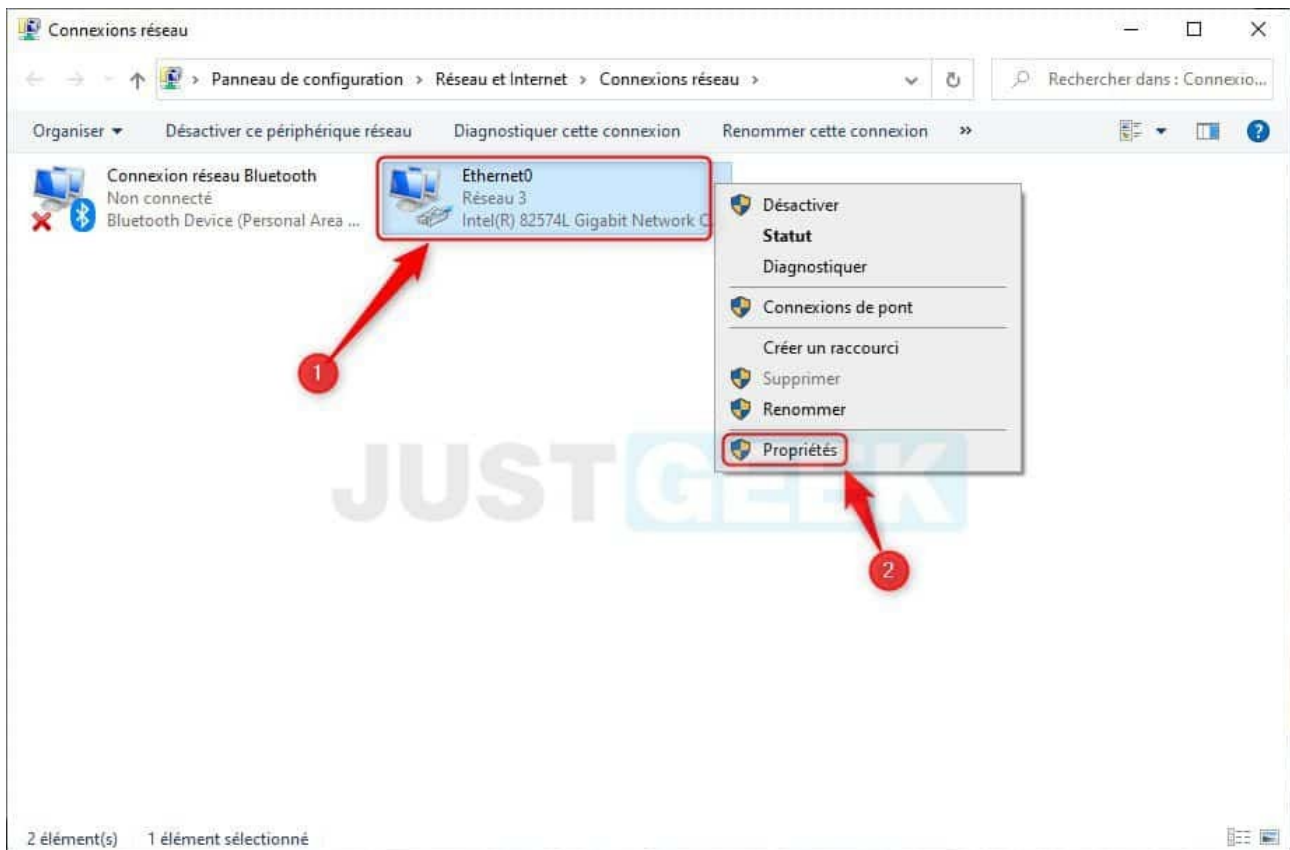 Connexions réseau
Panneau de configuration > Réseau et Internet > Connexions réseau >
Rechercher dans : Connexio...
Organiser Désactiver ce périphérique réseau Diagnostiquer cette connexion Renommer cette connexion »
Connexion réseau Bluetooth
Non connecté
Bluetooth Device (Personal Area ...
Ethernet0
Réseau 3
Intel(R) 82574L Gigabit Network C
Désactiver
Statut
Diagnostiquer
Connexions de pont
Créer un raccourci
Supprimer
Renommer
Propriétés
1
2
JUSTGEEK
2 élément(s) 1 élément sélectionné